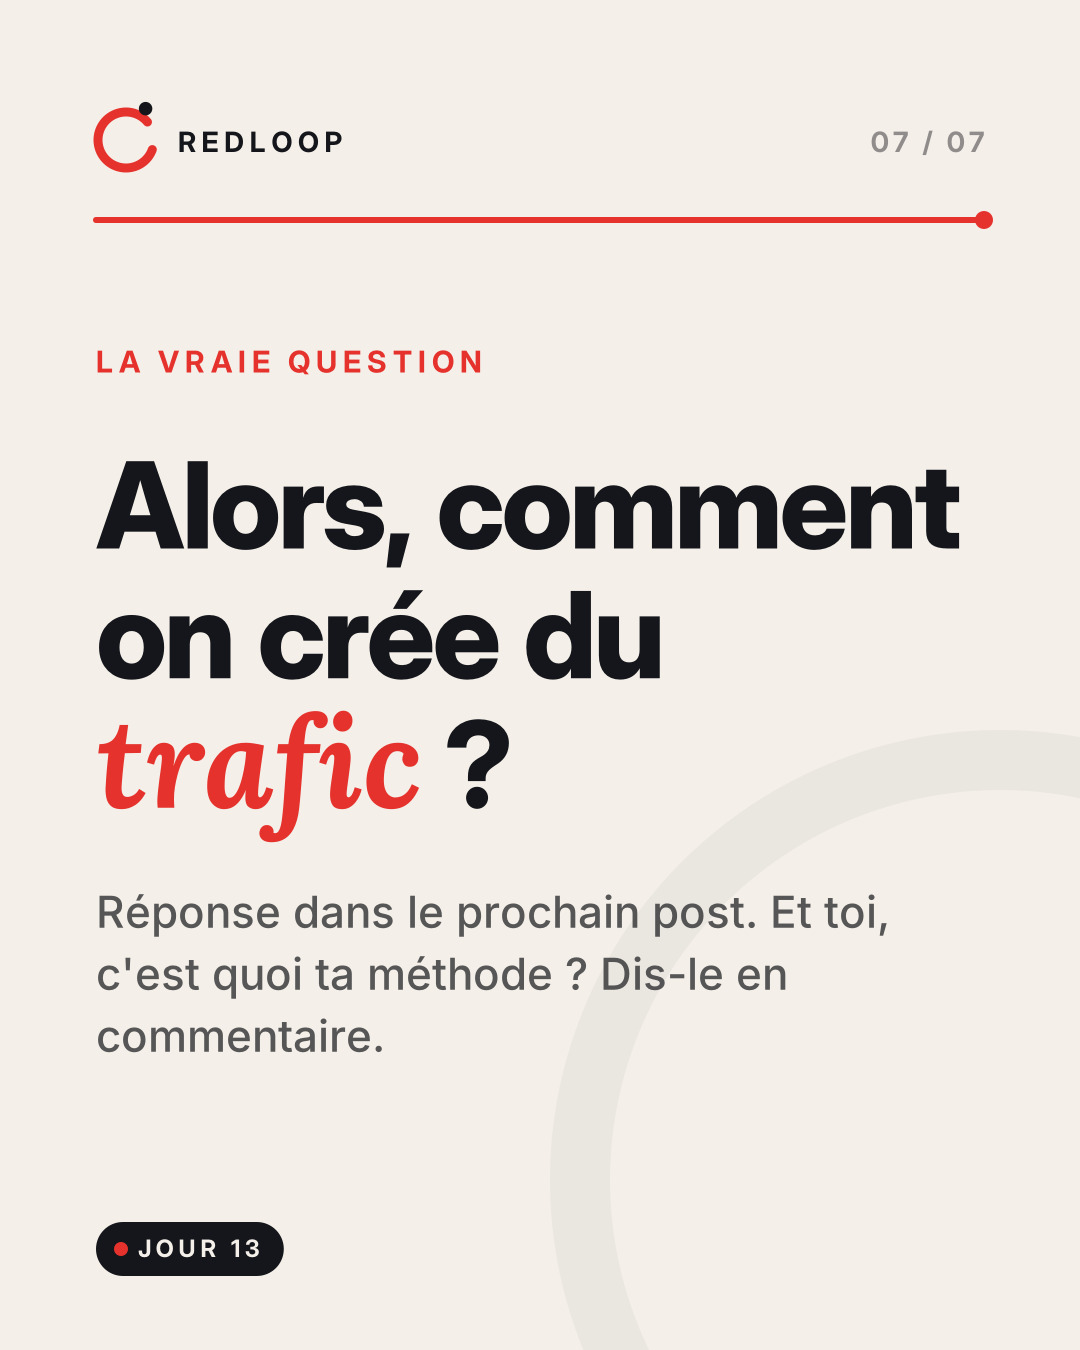 REDLOOP
07 / 07
LA VRAIE QUESTION
Alors, comment
on crée du
trafic ?
Réponse dans le prochain post. Et toi,
c'est quoi ta méthode ? Dis-le en
commentaire.
JOUR 13